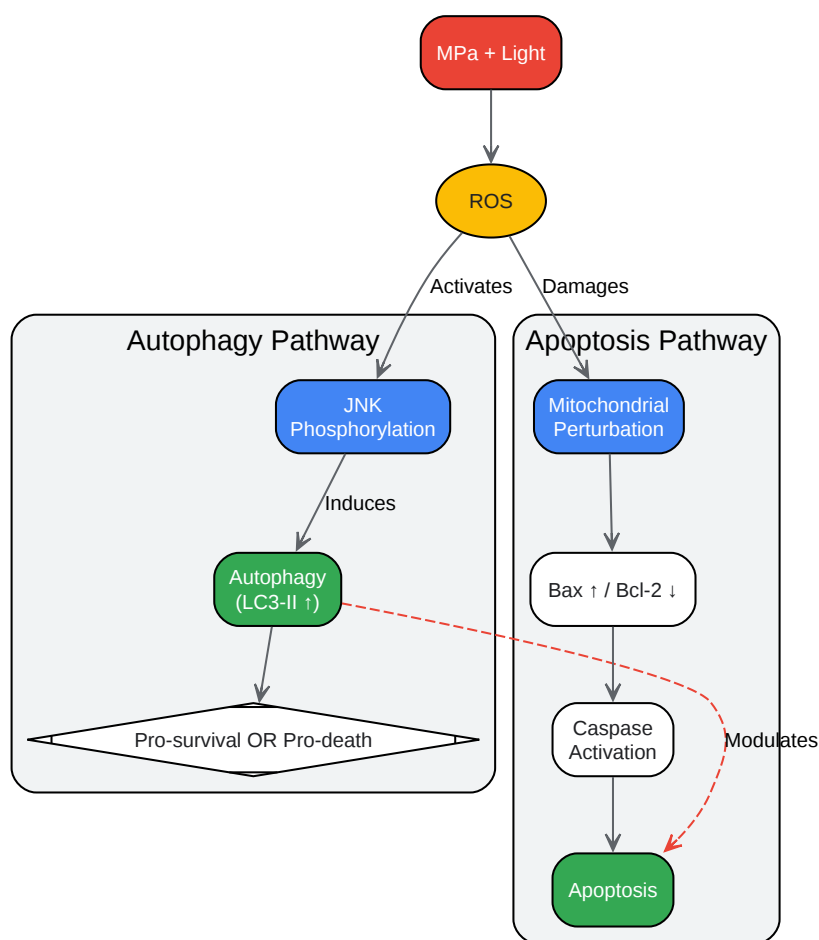 MPa + Light
ROS
Activates
Damages
Autophagy Pathway
Apoptosis Pathway
JNK
Phosphorylation
Mitochondrial
Perturbation
Induces
Autophagy
(LC3-II ↑)
Bax ↑ / Bcl-2 ↓
Pro-survival OR Pro-death
Caspase
Activation
Modulates
Apoptosis